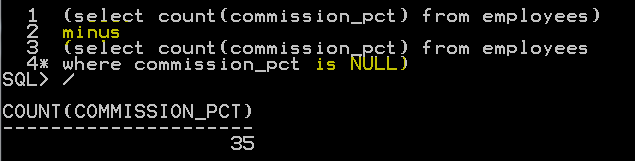 1  (select count(commission_pct) from employees)
2  minus
3  (select count(commission_pct) from employees
4* where commission_pct is NULL)
SQL> /
COUNT(COMMISSION_PCT)
---------------------
35